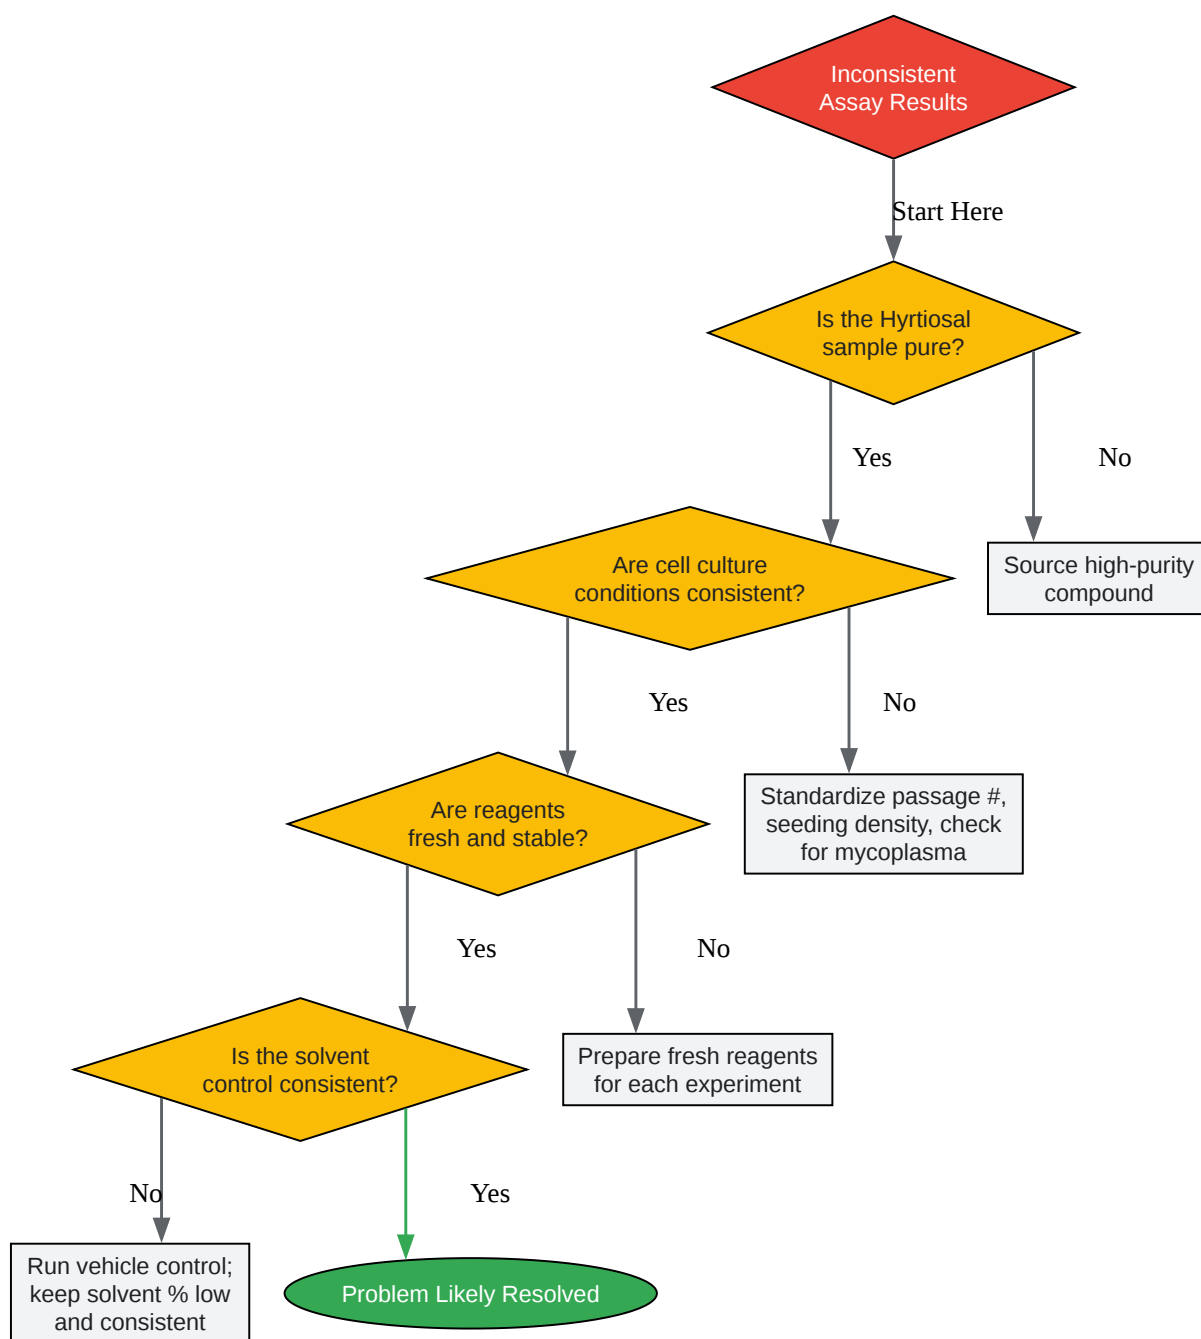 Inconsistent
Assay Results
Start Here
Is the Hyrtiosal
sample pure?
Yes
No
Are cell culture
conditions consistent?
Source high-purity
compound
Yes
No
Are reagents
fresh and stable?
Standardize passage #,
seeding density, check
for mycoplasma
Yes
No
Is the solvent
control consistent?
Prepare fresh reagents
for each experiment
No
Yes
Run vehicle control;
keep solvent % low
and consistent
Problem Likely Resolved